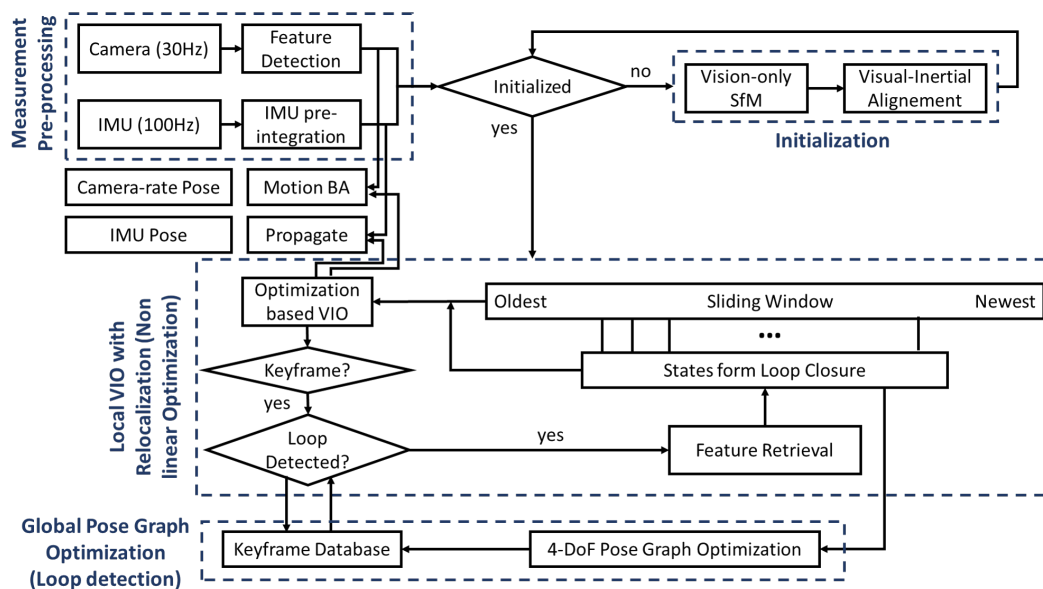 Measurement
Pre-processing
Camera (30Hz)
Feature
Detection
IMU (100Hz)
IMU pre-
integration
Initialized
no
yes
Vision-only
SfM
Visual-Inertial
Alignement
Initialization
Camera-rate Pose
Motion BA
IMU Pose
Propagate
Local VIO with
Relocalization (Non
linear Optimization)
Optimization
based VIO
Oldest
Sliding Window
Newest
...
Keyframe?
States form Loop Closure
yes
Loop
Detected?
yes
Feature Retrieval
Global Pose Graph
Optimization
(Loop detection)
Keyframe Database
4-DoF Pose Graph Optimization